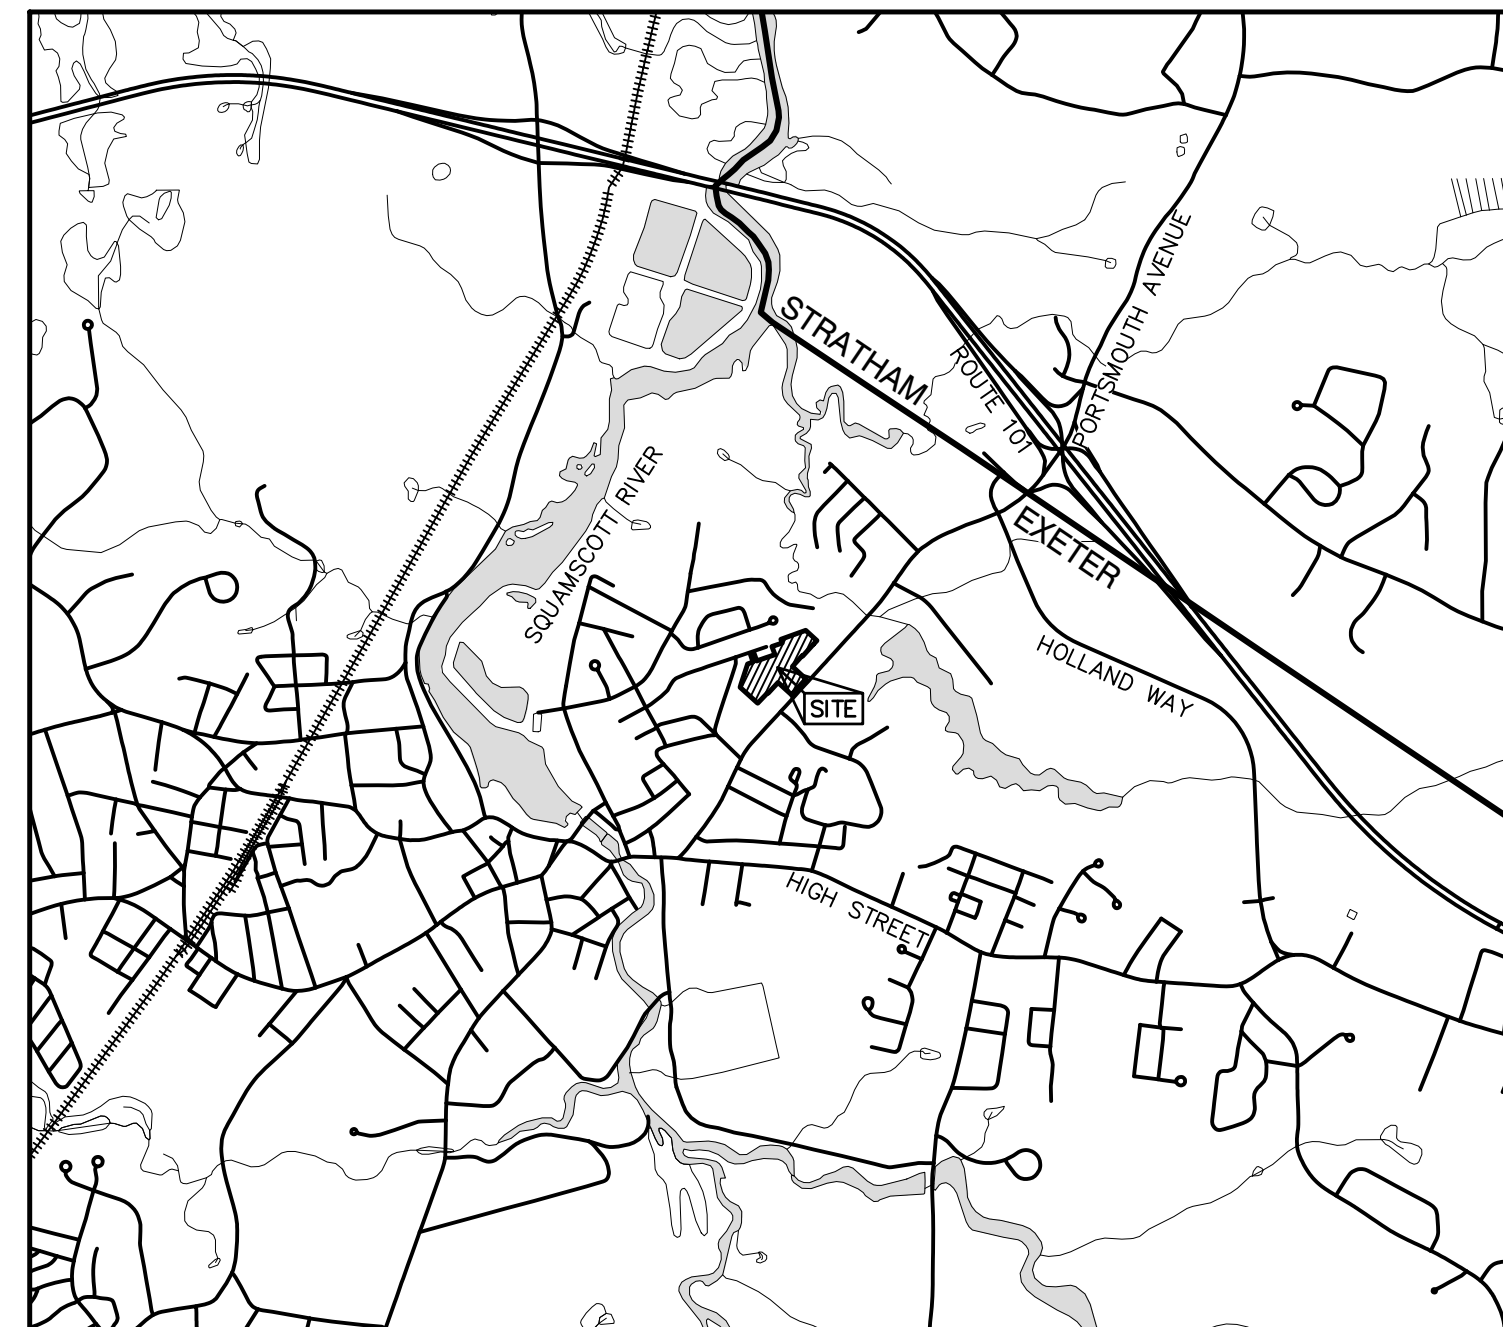 PORTSMOUTH AVENUE
STRATHAM
ROUTE 101
SQUAMSCOTT RIVER
EXETER
HOLLAND WAY
SITE
HIGH STREET